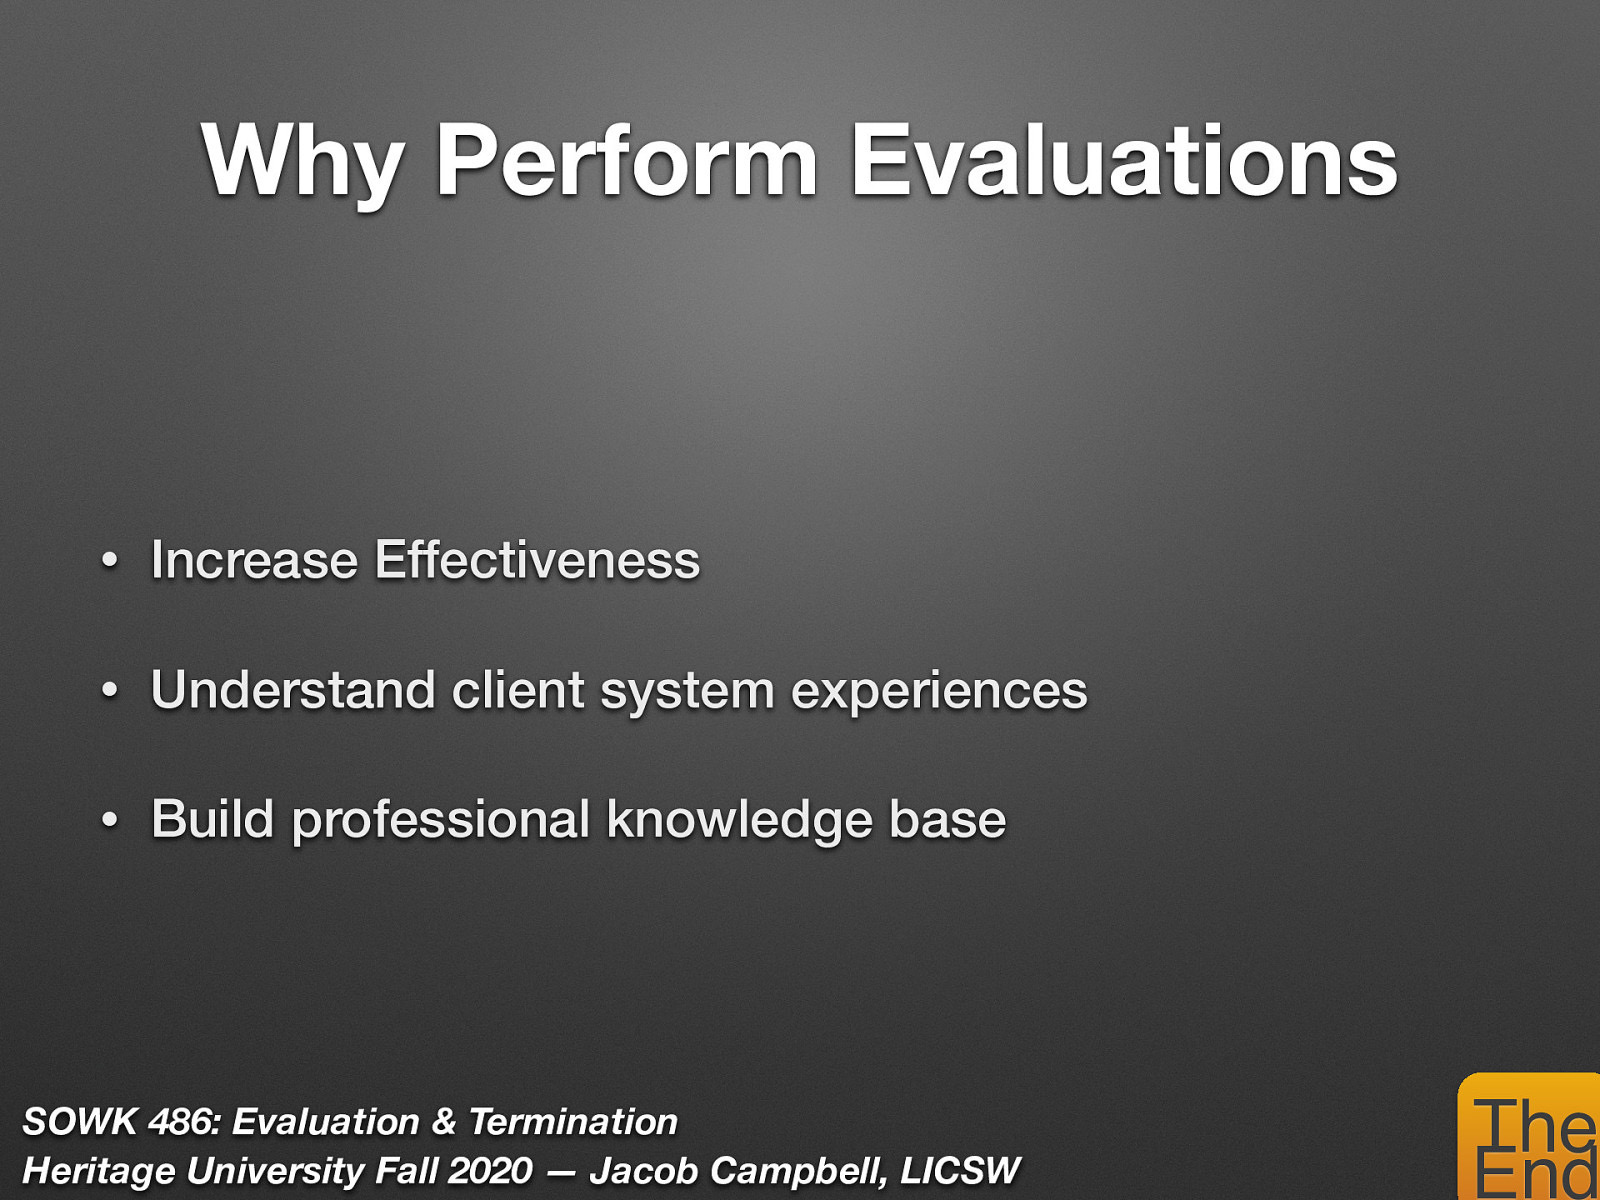 Why Perform Evaluations
• Increase Effectiveness
• Understand client system experiences
• Build professional knowledge base
SOWK 486: Evaluation & Termination
Heritage University Fall 2020 — Jacob Campbell, LICSW
The
End